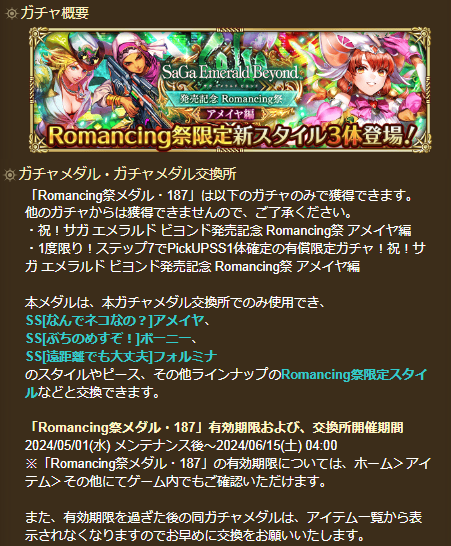 ガチャ概要
SaGa Emerald Beyond
発売記念 Romancing祭
アメイヤ編
Romancing祭限定新スタイル3体登場!
ガチャメダル・ガチャメダル交換所
「Romancing祭メダル・187」は以下のガチャのみで獲得できます。
他のガチャからは獲得できませんので、ご了承ください。
・祝！サガ エメラルド ビヨンド発売記念 Romancing祭 アメイヤ編
・1度限り！ステップ7でPickUPSS1体確定の有償限定ガチャ！祝！サ
ガ エメラルド ビヨンド発売記念 Romancing祭 アメイヤ編
本メダルは、本ガチャメダル交換所でのみ使用でき、
SS[なんでネコなの？]アメイヤ、
SS[ぶちのめすぞ！]ボーニー、
SS[遠距離でも大丈夫]フォルミナ
のスタイルやピース、その他ラインナップのRomancing祭限定スタイ
ルなどと交換できます。
「Romancing祭メダル・187」有効期限および、交換所開催期間
2024/05/01(水) メンテナンス後～2024/06/15(土) 04:00
※「Romancing祭メダル・187」の有効期限については、ホーム＞アイ
テム＞その他にてゲーム内でもご確認いただけます。
また、有効期限を過ぎた後の同ガチャメダルは、アイテム一覧から表
示されなくなりますのでお早めに交換をお願いいたします。